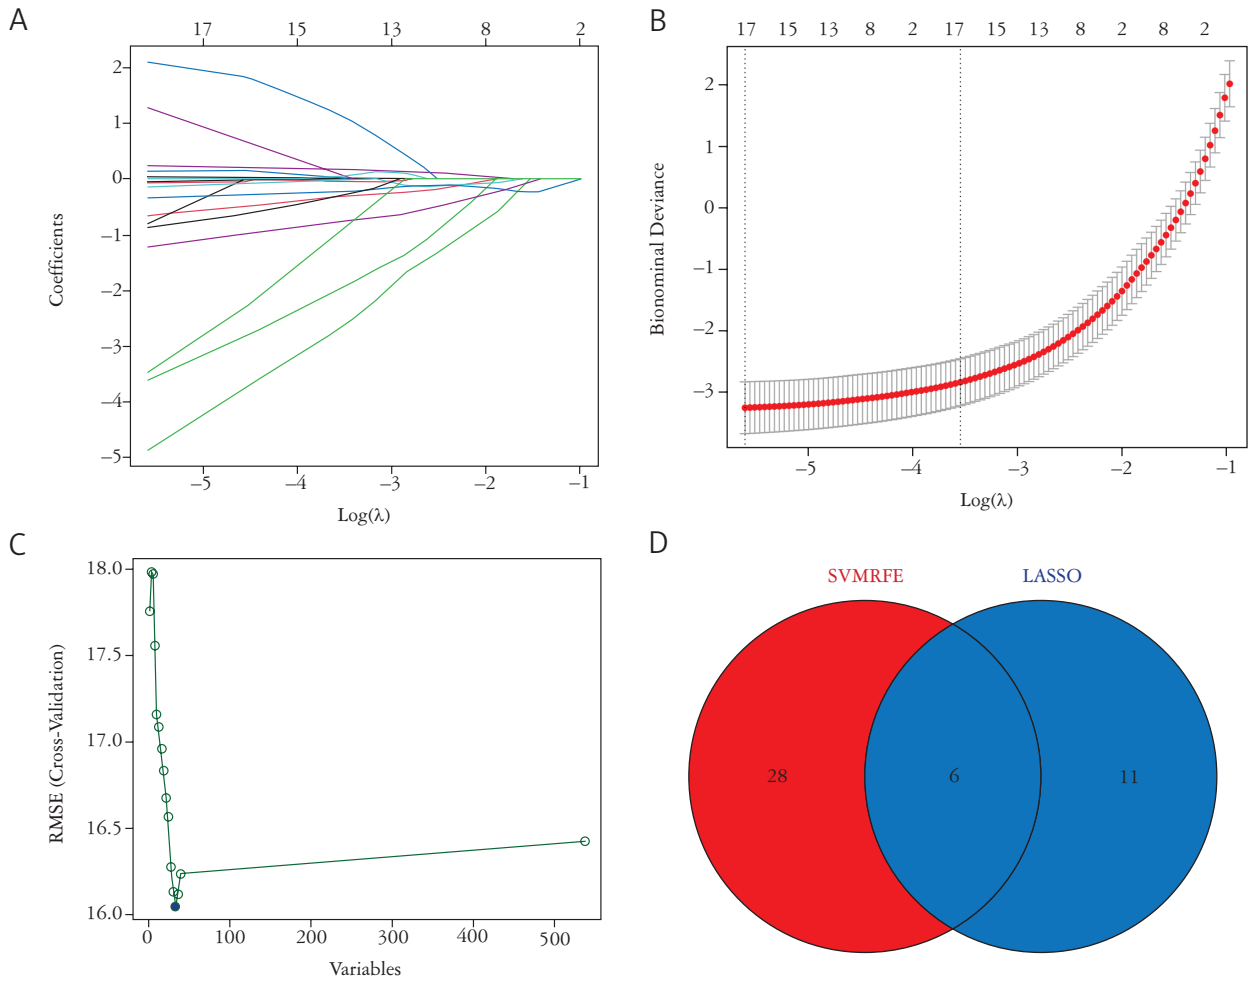 A
17 15 13 8 2
2
1
0
−1
−2
−3
−4
−5
Coefficients
−5 −4 −3 −2 −1
Log(λ)
B
17 15 13 8 2 17 15 13 8 2 8 2
2
1
0
−1
−2
−3
Bionominal Deviance
−5 −4 −3 −2 −1
Log(λ)
C
18.0
17.5
17.0
16.5
16.0
RMSE (Cross-Validation)
0 100 200 300 400 500
Variables
D
SVMRFE LASSO
28 6 11